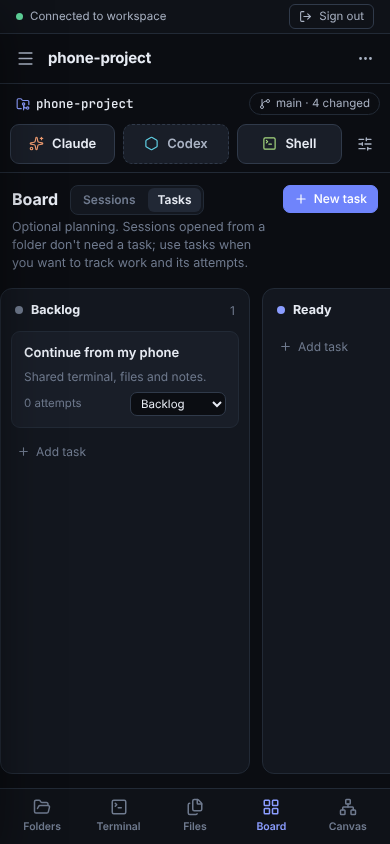 Connected to workspace
Sign out
phone-project
phone-project
main · 4 changed
Claude
Codex
Shell
Board
Sessions
Tasks
New task
Optional planning. Sessions opened from a
folder don't need a task; use tasks when
you want to track work and its attempts.
Backlog
1
Continue from my phone
Shared terminal, files and notes.
0 attempts
Backlog
Add task
Ready
Add task
Folders
Terminal
Files
Board
Canvas